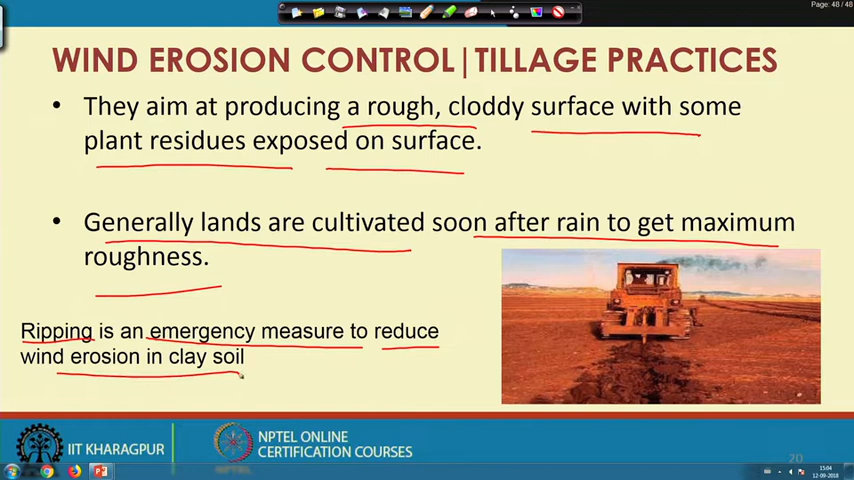 Page: 48 / 48
WIND EROSION CONTROL|TILLAGE PRACTICES
• They aim at producing a rough, cloddy surface with some
plant residues exposed on surface.
• Generally lands are cultivated soon after rain to get maximum
roughness.
Ripping is an emergency measure to reduce
wind erosion in clay soil
IIT KHARAGPUR
NPTEL ONLINE
CERTIFICATION COURSES
NPTEL
20
15:04
12-09-2018